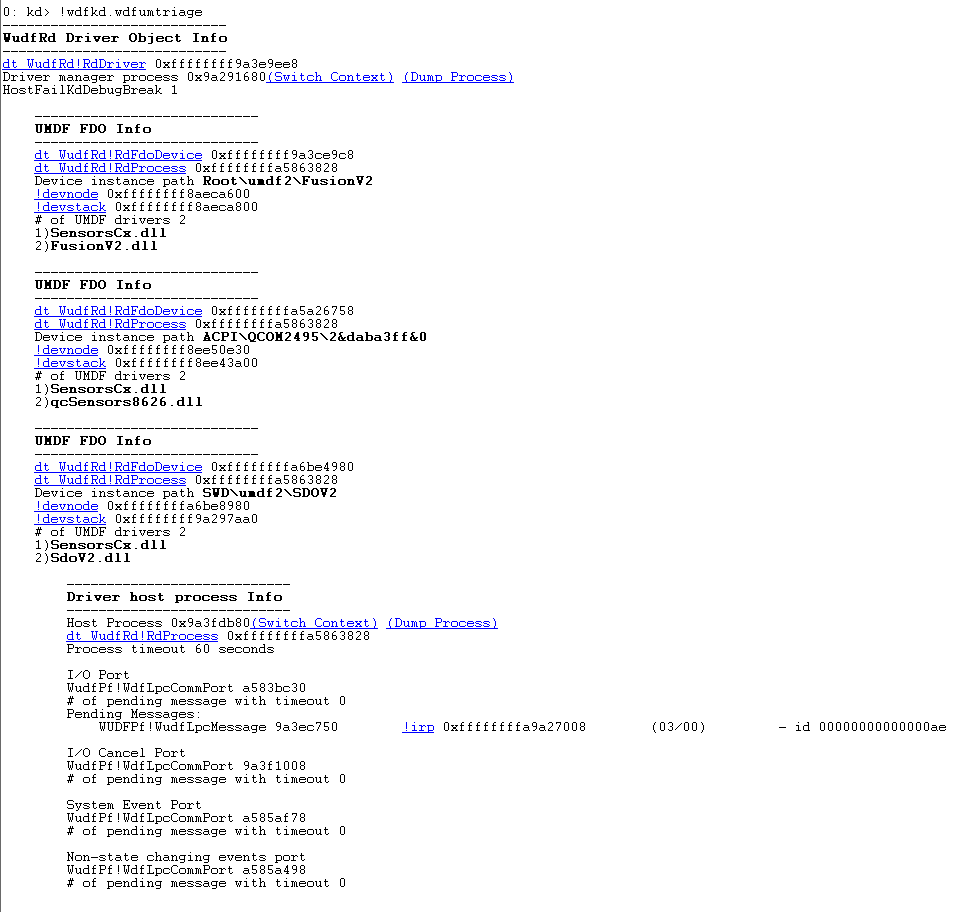 0: kd> !wdfkd.wdfumtriage
----------------------------
WudfRd Driver Object Info
----------------------------
dt WudfRd!RdDriver 0xffffffff9a3e9ee8
Driver manager process 0x9a291680(Switch Context) (Dump Process)
HostFailKdDebugBreak 1
----------------------------
UMDF FDO Info
----------------------------
dt WudfRd!RdFdoDevice 0xffffffff9a3ce9c8
dt WudfRd!RdProcess 0xffffffffa5863828
Device instance path Root\umdf2\FusionV2
!devnode 0xffffffff8aeca600
!devstack 0xffffffff8aeca800
# of UMDF drivers 2
1)SensorsCx.dll
2)FusionV2.dll
----------------------------
UMDF FDO Info
----------------------------
dt WudfRd!RdFdoDevice 0xffffffffa5a26758
dt WudfRd!RdProcess 0xffffffffa5863828
Device instance path ACPI\QCOM2495\2&daba3ff&0
!devnode 0xffffffff8ee50e30
!devstack 0xffffffff8ee43a00
# of UMDF drivers 2
1)SensorsCx.dll
2)qcSensors8626.dll
----------------------------
UMDF FDO Info
----------------------------
dt WudfRd!RdFdoDevice 0xffffffffa6be4980
dt WudfRd!RdProcess 0xffffffffa5863828
Device instance path SWD\umdf2\SDOV2
!devnode 0xffffffffa6be8980
!devstack 0xffffffff9a297aa0
# of UMDF drivers 2
1)SensorsCx.dll
2)SdoV2.dll
----------------------------
Driver host process Info
----------------------------
Host Process 0x9a3fdb80(Switch Context) (Dump Process)
dt WudfRd!RdProcess 0xffffffffa5863828
Process timeout 60 seconds
I/O Port
WudfPf!WdfLpcCommPort a583bc30
# of pending message with timeout 0
Pending Messages:
WUDFPf!WudfLpcMessage 9a3ec750 !irp 0xffffffffa9a27008 (03/00) - id 00000000000000ae
I/O Cancel Port
WudfPf!WdfLpcCommPort 9a3f1008
# of pending message with timeout 0
System Event Port
WudfPf!WdfLpcCommPort a585af78
# of pending message with timeout 0
Non-state changing events port
WudfPf!WdfLpcCommPort a585a498
# of pending message with timeout 0